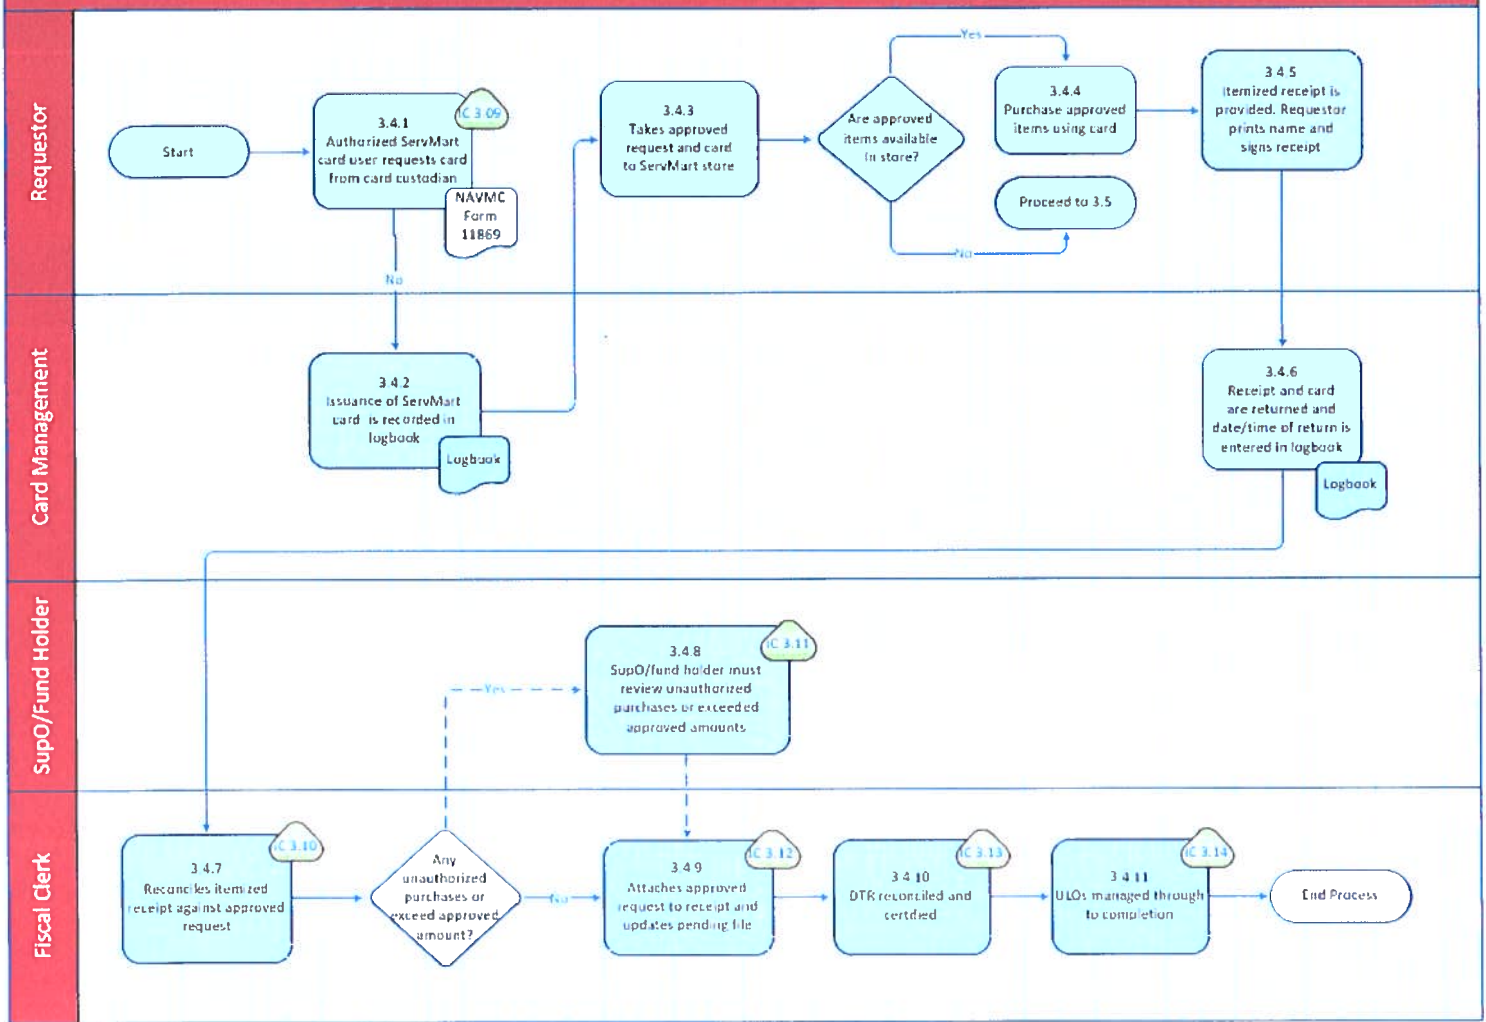 Requestor
Start
3.4.1
Authorized ServMart
card user requests card
from card custodian
IC 3.09
NAVMC
Form
11869
No
3.4.3
Takes approved
request and card
to ServMart store
Are approved
items available
in store?
Yes
No
3.4.4
Purchase approved
items using card
Proceed to 3.5
3.4.5
Itemized receipt is
provided. Requestor
prints name and
signs receipt
Card Management
3.4.2
Issuance of ServMart
card is recorded in
logbook
Logbook
3.4.6
Receipt and card
are returned and
date/time of return is
entered in logbook
Logbook
SupO/Fund Holder
3.4.8
SupO/fund holder must
review unauthorized
purchases or exceeded
approved amounts
IC 3.11
Yes
Fiscal Clerk
3.4.7
Reconciles itemized
receipt against approved
request
IC 3.10
Any
unauthorized
purchases or
exceed approved
amount?
No
3.4.9
Attaches approved
request to receipt and
updates pending file
IC 3.12
3.4.10
DTR reconciled and
certified
IC 3.13
3.4.11
ULOs managed through
to completion
IC 3.14
End Process